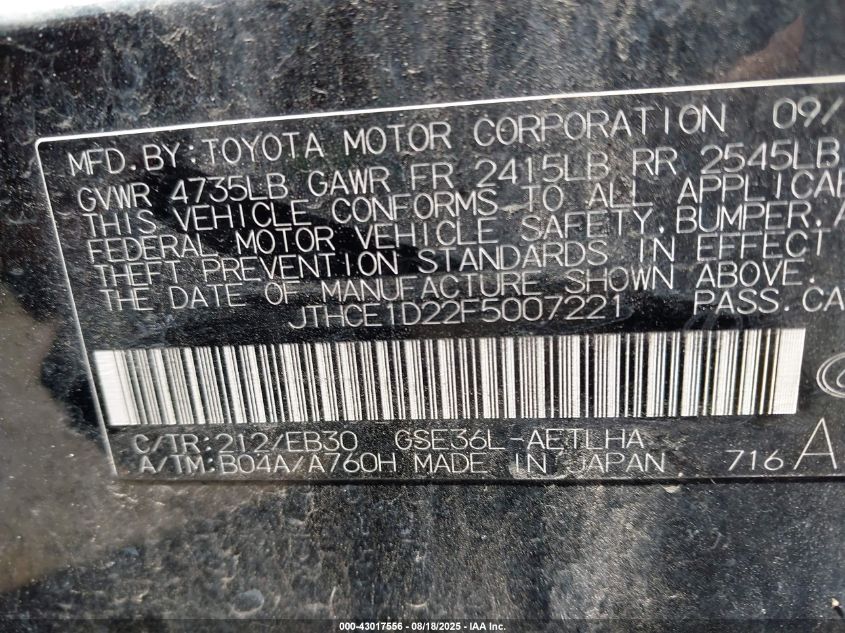 MFD.BY:TOYOTA MOTOR CORPORATION 09/
GVWR 4735LB GAWR FR 2415LB RR 2545LB
THIS VEHICLE CONFORMS TO ALL APPLICA
FEDERAL MOTOR VEHICLE SAFETY,BUMPER,A
THEFT PREVENTION STANDARDS IN EFFECT
THE DATE OF MANUFACTURE SHOWN ABOVE.
JTHCE1D22F5007221 PASS.CA
C/TR:212/EB30 GSE36L-AETLHA
A/TM:B04A/A760H MADE IN JAPAN 716A
000-43017556 - 08/18/2025 - IAA Inc.